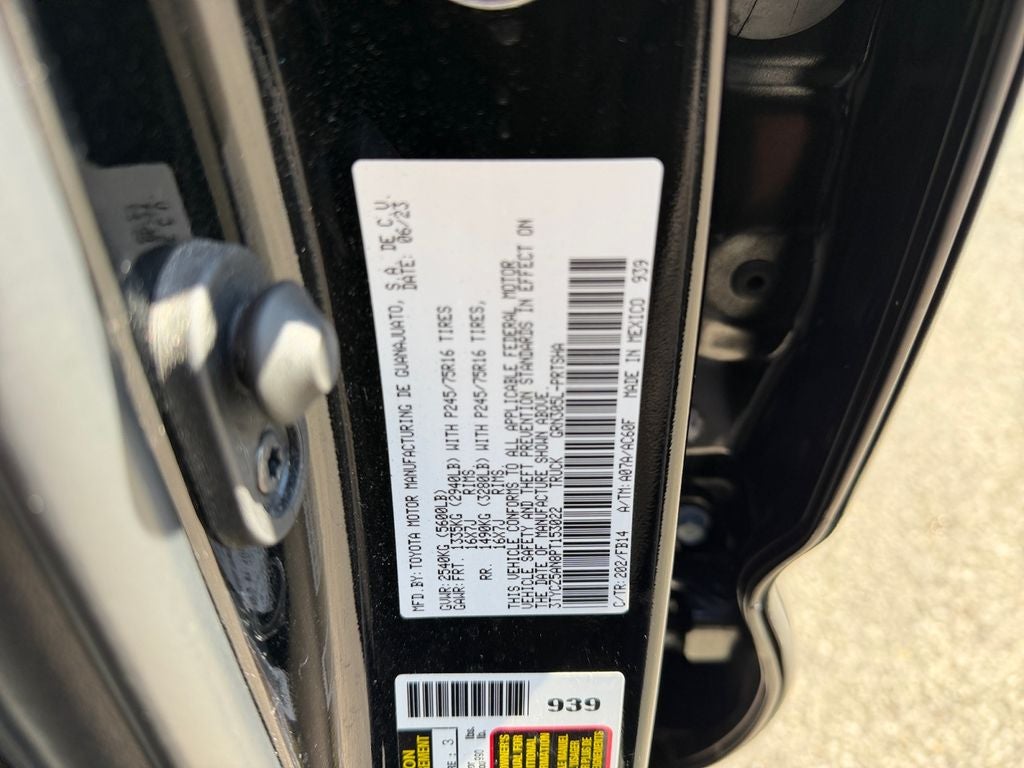 MFD.BY:TOYOTA MOTOR MANUFACTURING DE GUANAJUATO, S.A. DE C.V.
DATE: 06/23
GVWR:2540KG (5600LB)
GAWR:FRT. 1335KG (2940LB) WITH P245/75R16 TIRES
16X7J RIMS,
RR. 1490KG (3280LB) WITH P245/75R16 TIRES,
16X7J RIMS.
THIS VEHICLE CONFORMS TO ALL APPLICABLE FEDERAL MOTOR
VEHICLE SAFETY AND THEFT PREVENTION STANDARDS IN EFFECT ON
THE DATE OF MANUFACTURE SHOWN ABOVE.
3TYCZ5AN8PT153022 TRUCK GRN305L-PRTSHA
C/TR:202/FB14 A/TM:A07A/AC60F MADE IN MEXICO 939
939